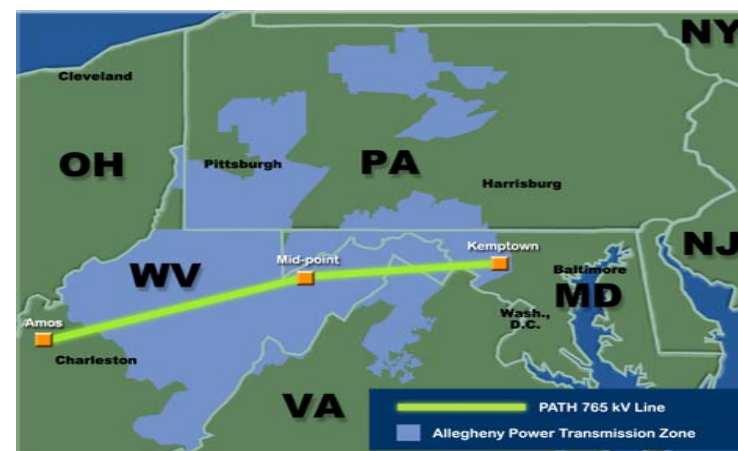 NY
Cleveland
OH
Pittsburgh
PA
Harrisburg
NJ
Kemptown
Mid-point
WV
Baltimore
MD
Wash.,
D.C.
Amos
Charleston
VA
PATH 765 kV Line
Allegheny Power Transmission Zone